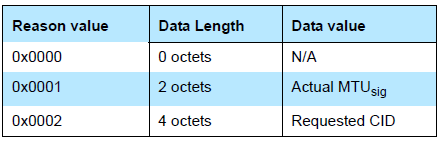 Reason value Data Length Data value
0x0000 0 octets N/A
0x0001 2 octets Actual MTUsig
0x0002 4 octets Requested CID